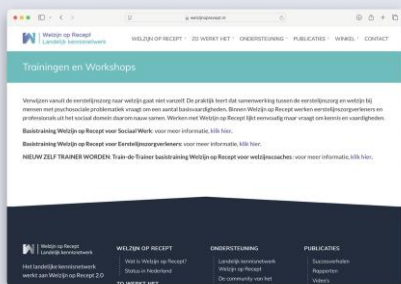 welzijnoprecept.nl
Welzijn op Recept
Landelijk kennisnetwerk
WELZIJN OP RECEPT ZO WERKT HET ONDERSTEUNING PUBLICATIES WINKEL CONTACT
Trainingen en Workshops
Verwijzen vanuit de eerstelijnszorg naar welzijn gaat niet vanzelf. De praktijk leert dat samenwerking tussen de eerstelijnszorg en welzijn bij
mensen met psychosociale problematiek vraagt om een aantal basisvaardigheden. Binnen Welzijn op Recept werken eerstelijnszorgverleners en
professionals uit het sociaal domein daarom nauw samen. Werken met Welzijn op Recept lijkt eenvoudig maar vraagt om kennis en vaardigheden.
Basistraining Welzijn op Recept voor Sociaal Werk: voor meer informatie, klik hier.
Basistraining Welzijn op Recept voor Eerstelijnszorgverleners: voor meer informatie, klik hier.
NIEUW ZELF TRAINER WORDEN: Train-de-Trainer basistraining Welzijn op Recept voor welzijnscoaches : voor meer informatie, klik hier.
Welzijn op Recept
Landelijk kennisnetwerk
Het landelijke kennisnetwerk
werkt aan Welzijn op Recept 2.0
WELZIJN OP RECEPT
Wat is Welzijn op Recept?
Status in Nederland
ZO WERKT HET
ONDERSTEUNING
Landelijk kennisnetwerk
Welzijn op Recept
De community van het
PUBLICATIES
Succesverhalen
Rapporten
Video's